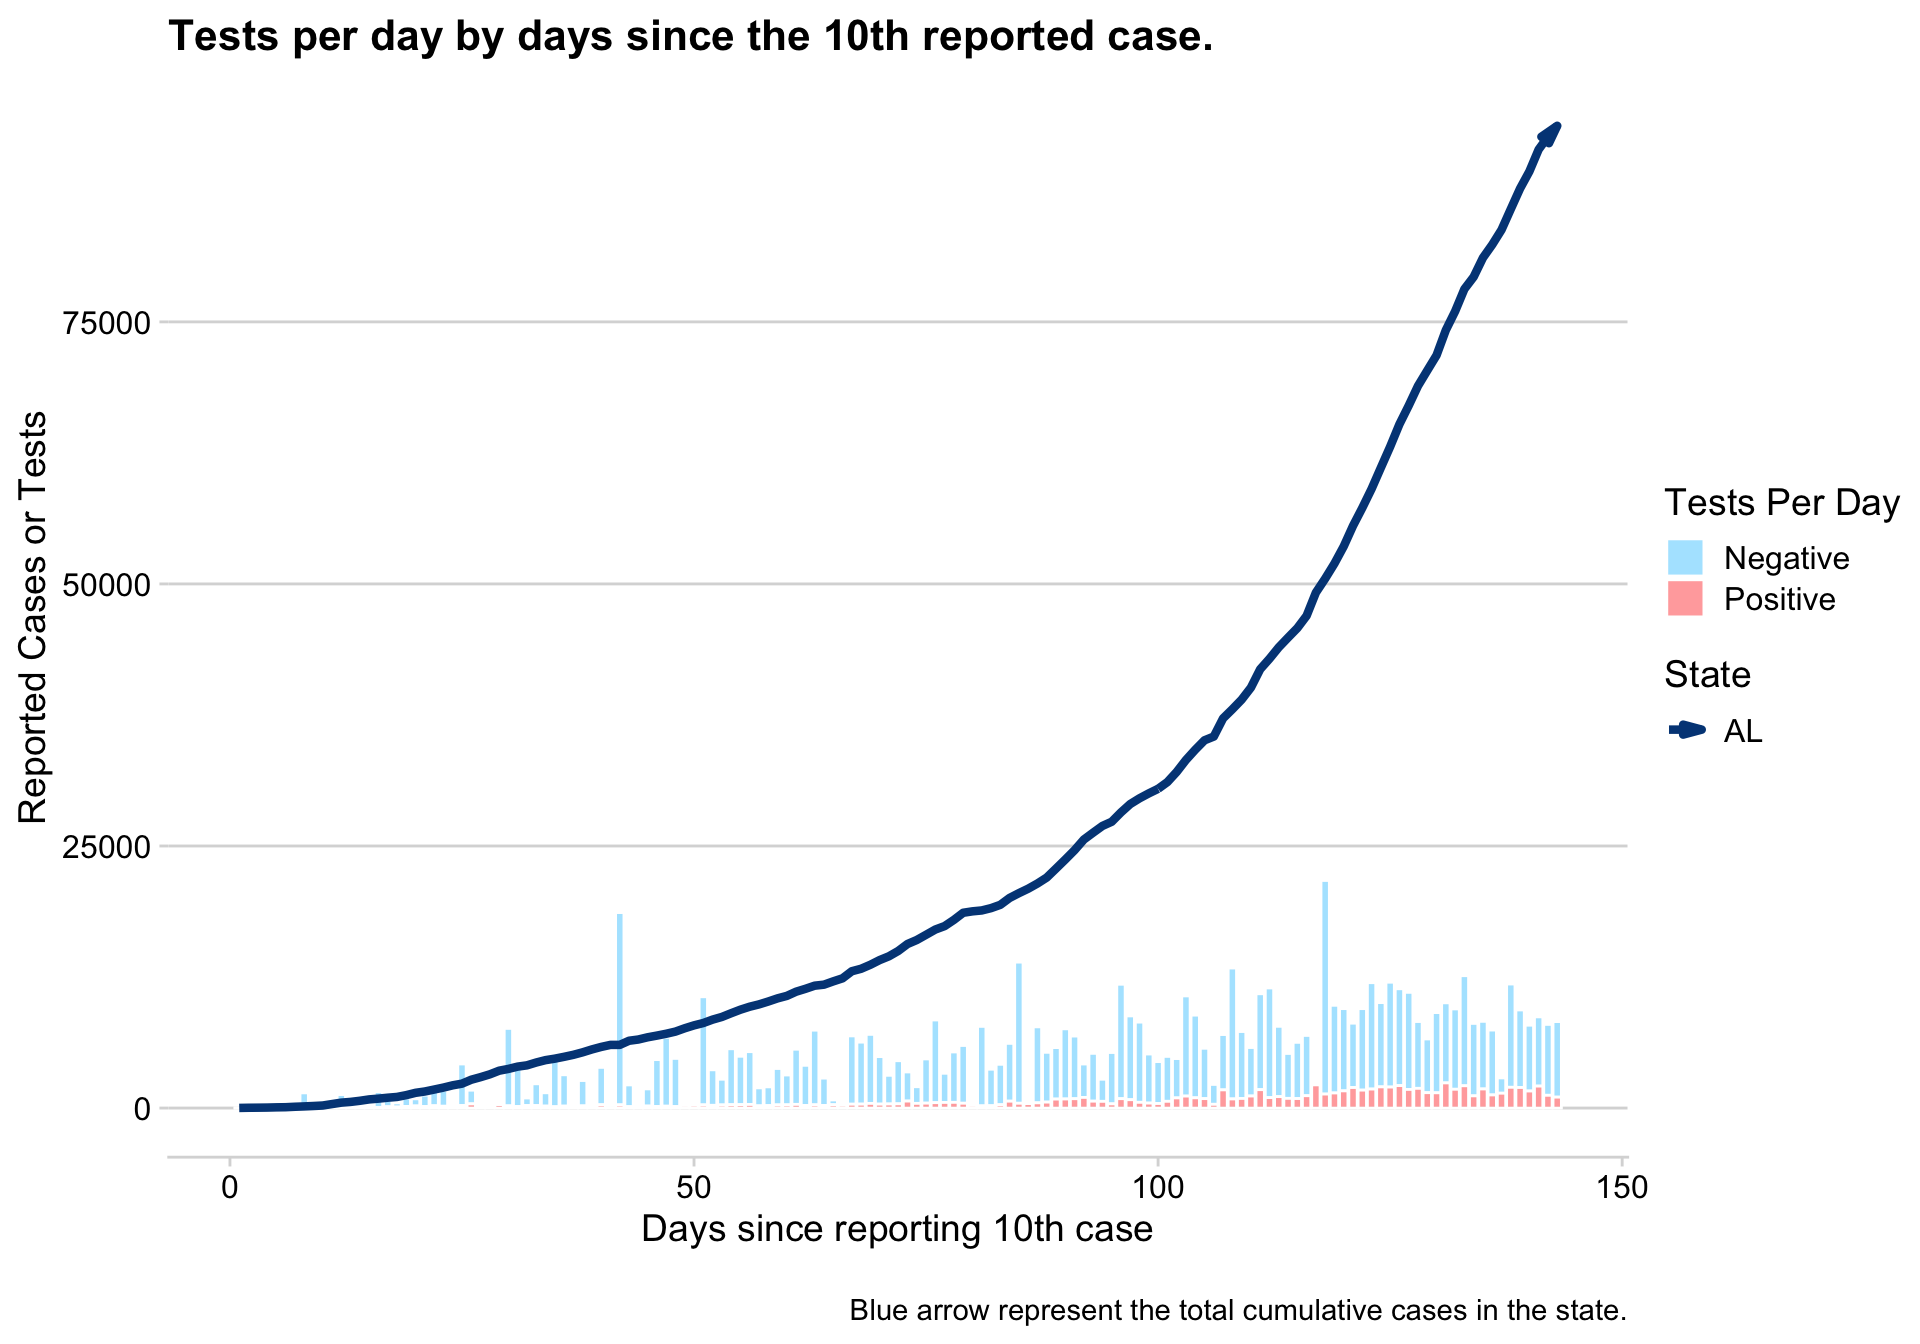 Tests per day by days since the 10th reported case.
Reported Cases or Tests
75000
50000
25000
0
0
50
100
150
Days since reporting 10th case
Tests Per Day
Negative
Positive
State
AL
Blue arrow represent the total cumulative cases in the state.